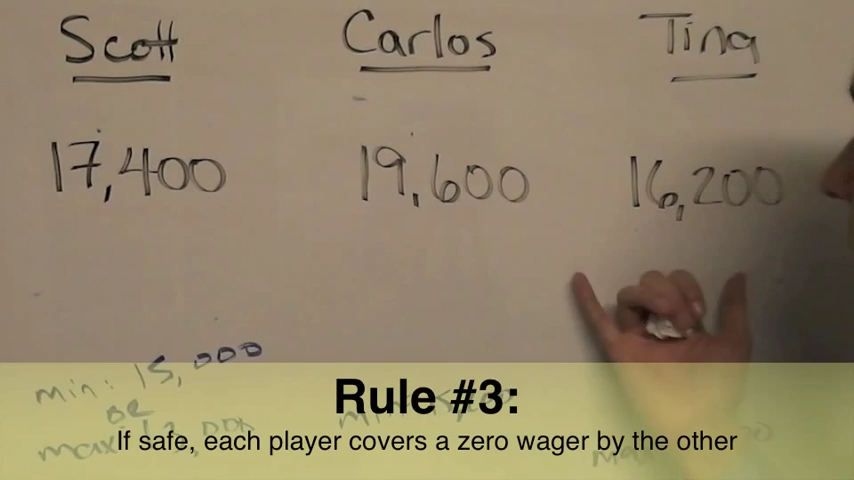 Scott Carlos Tina
17,400 19,600 16,200
min: 15,000
or
Rule #3:
If safe, each player covers a zero wager by the other